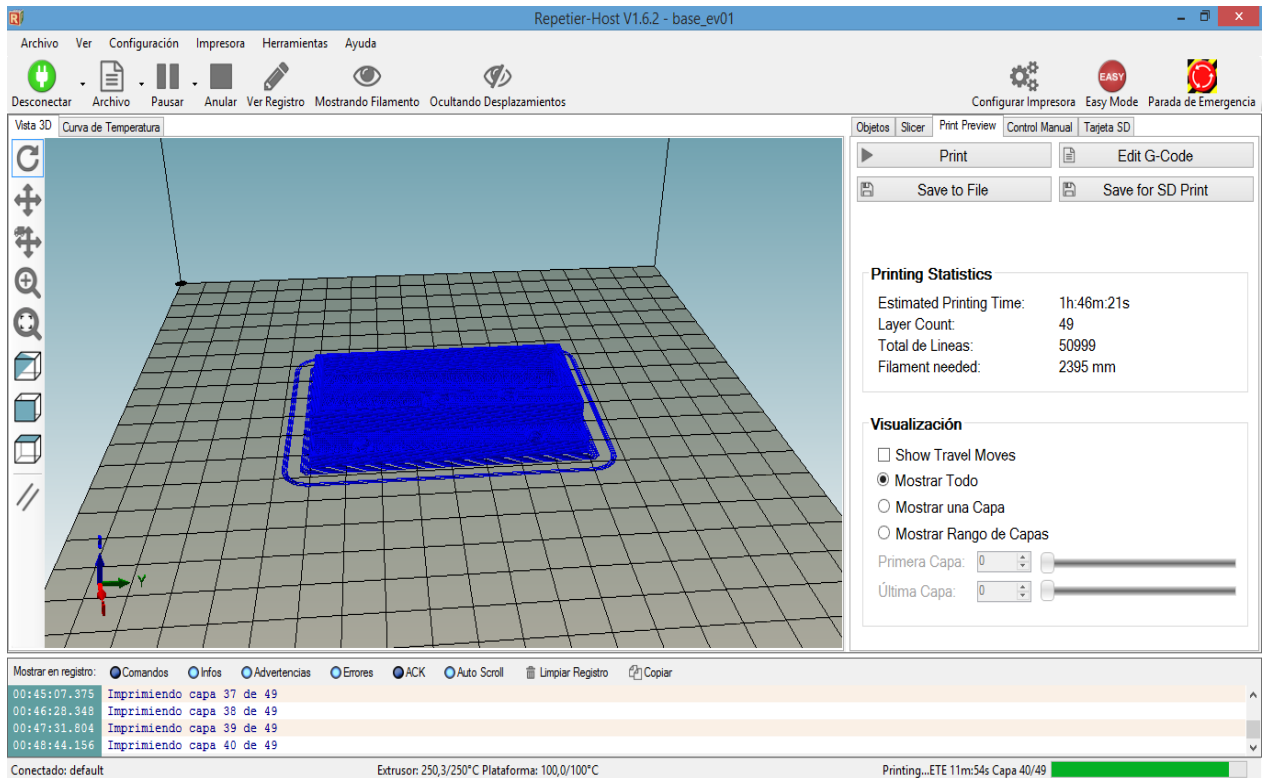 Repetier-Host V1.6.2 - base_ev01
Archivo Ver Configuración Impresora Herramientas Ayuda
EASY
Desconectar Archivo Pausar Anular Ver Registro Mostrando Filamento Ocultando Desplazamientos Configurar Impresora Easy Mode Parada de Emergencia
Vista 3D Curva de Temperatura Objetos Slicer Print Preview Control Manual Tarjeta SD
Print Edit G-Code
Save to File Save for SD Print
Printing Statistics
Estimated Printing Time: 1h:46m:21s
Layer Count: 49
Total de Lineas: 50999
Filament needed: 2395 mm
Visualización
Show Travel Moves
Mostrar Todo
Mostrar una Capa
Mostrar Rango de Capas
Primera Capa: 0
Última Capa: 0
Y
Mostrar en registro: Comandos Infos Advertencias Errores ACK Auto Scroll Limpiar Registro Copiar
00:45:07.375 Imprimiendo capa 37 de 49
00:46:28.348 Imprimiendo capa 38 de 49
00:47:31.804 Imprimiendo capa 39 de 49
00:48:44.156 Imprimiendo capa 40 de 49
Conectado: default Extrusor: 250,3/250°C Plataforma: 100,0/100°C Printing...ETE 11m:54s Capa 40/49